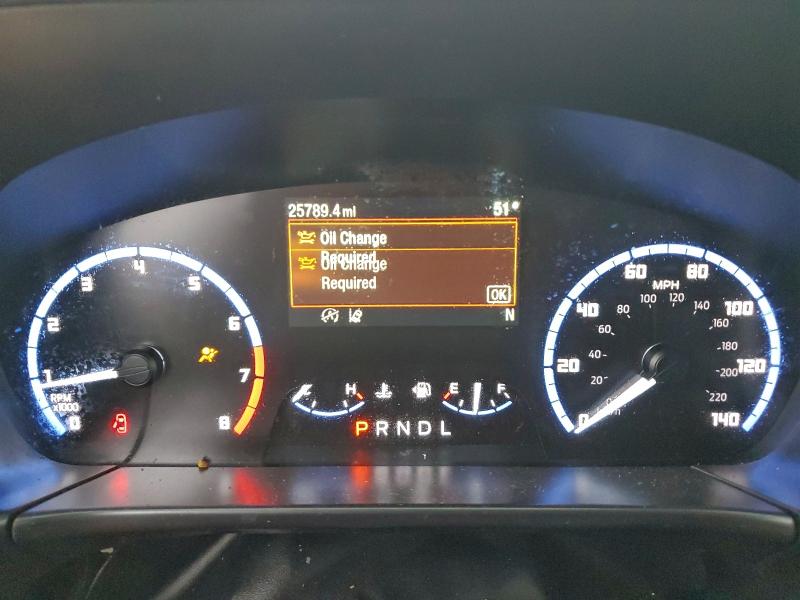 25789.4 mi 51°
Oil Change
Required
Oil Change
Required
OK
N
0 1 2 3 4 5 6 7 8
RPM
x1000
H
E F
P R N D L
MPH
0 20 40 60 80 100 120 140
0 20 40 60 80 100 120 140 160 180 200 220